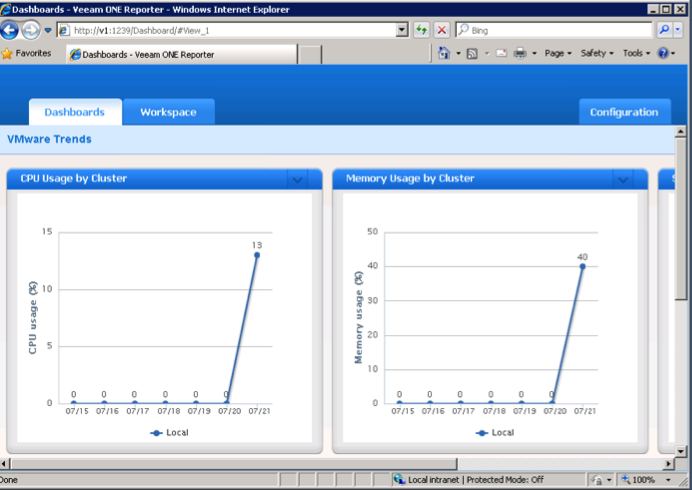 Dashboards - Veeam ONE Reporter - Windows Internet Explorer
http://v1:1239/Dashboard/#View_1
Bing
Favorites
Dashboards - Veeam ONE Reporter
Page
Safety
Tools
Dashboards
Workspace
Configuration
VMware Trends
CPU Usage by Cluster
Memory Usage by Cluster
CPU usage (%)
15
10
5
0
0 0 0 0 0 0 13
07/15 07/16 07/17 07/18 07/19 07/20 07/21
Local
Memory usage (%)
50
40
30
20
10
0
0 0 0 0 0 0 40
07/15 07/16 07/17 07/18 07/19 07/20 07/21
Local
Done
Local intranet | Protected Mode: Off
100%